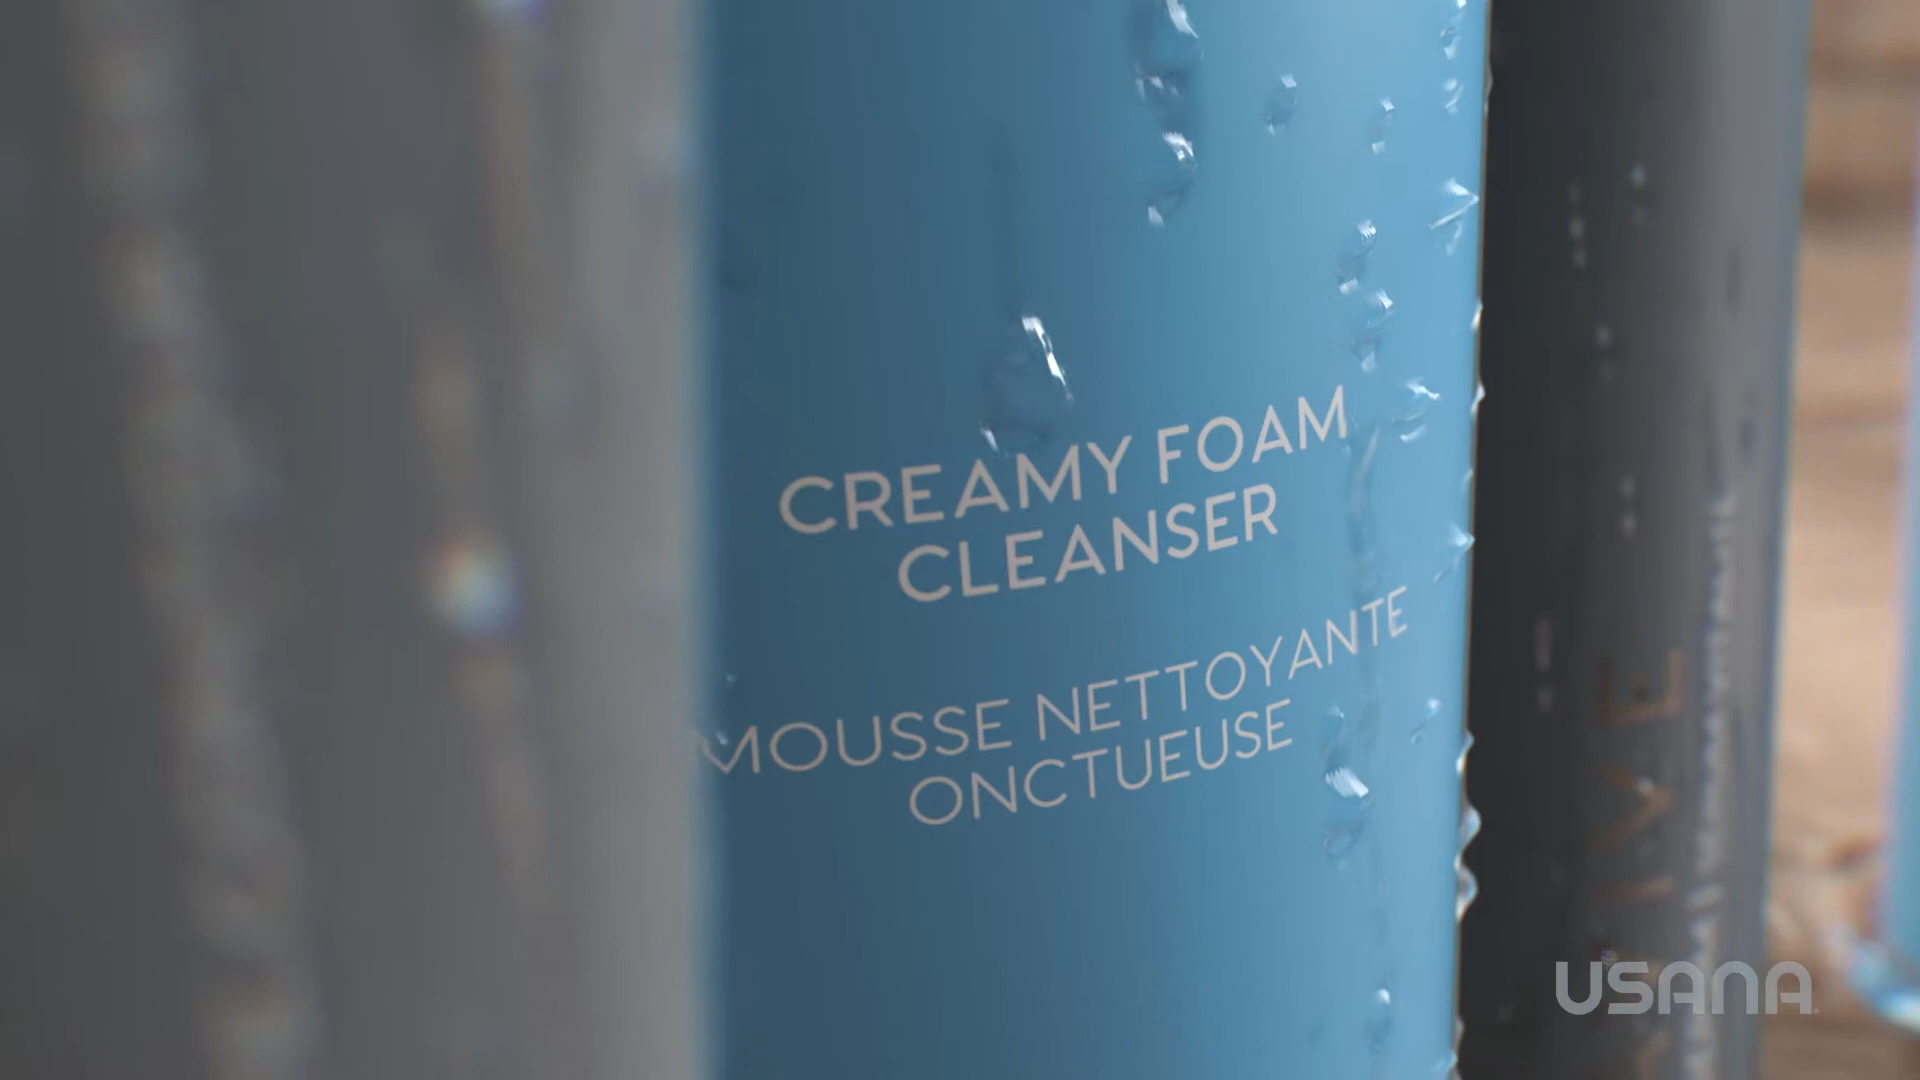 CREAMY FOAM
CLEANSER
MOUSSE NETTOYANTE
ONCTUEUSE
USANA